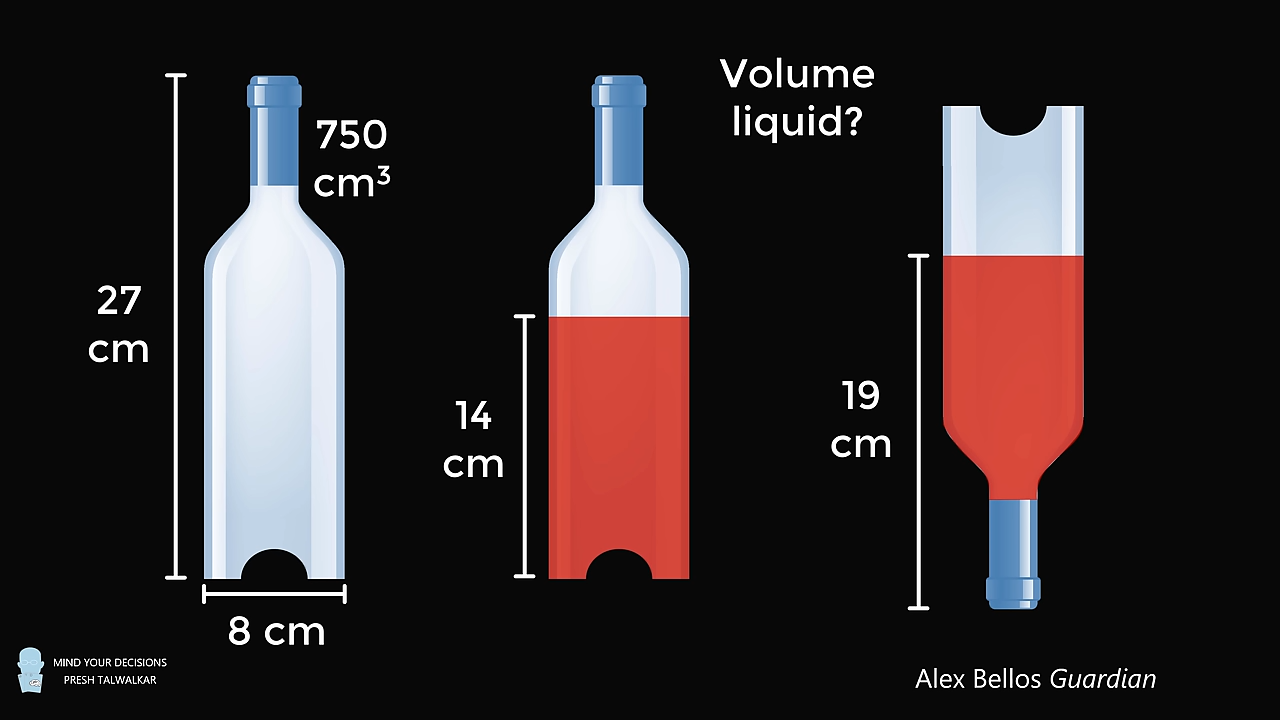 750
cm³
27
cm
8 cm
14
cm
Volume
liquid?
19
cm
MIND YOUR DECISIONS
PRESH TALWALKAR
Alex Bellos Guardian